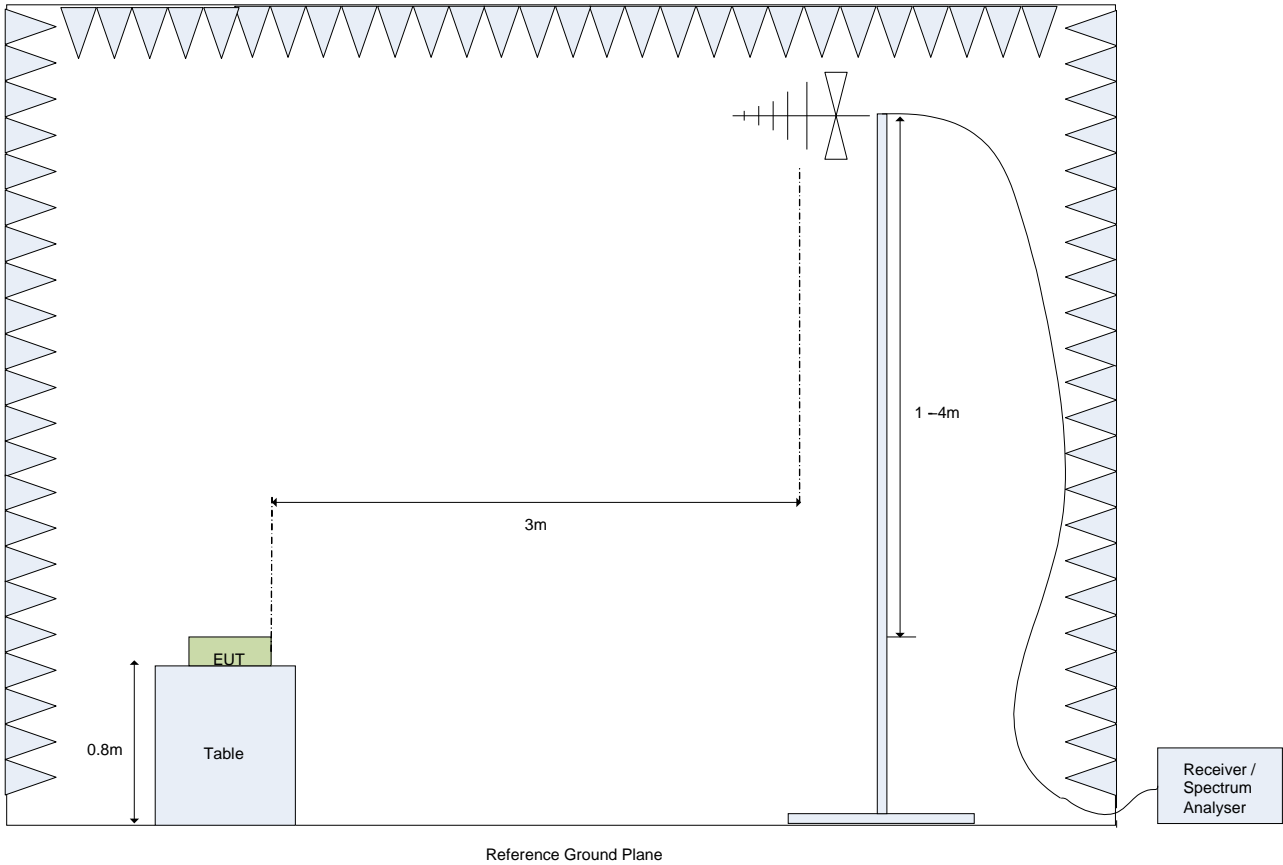 1 –4m
3m
EUT
0.8m
Table
Receiver /
Spectrum
Analyser
Reference Ground Plane